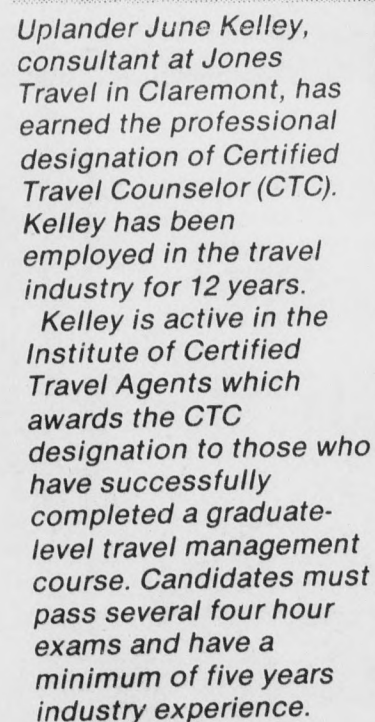 Uplander June Kelley,
consultant at Jones
Travel in Claremont, has
earned the professional
designation of Certified
Travel Counselor (CTC).
Kelley has been
employed in the travel
industry for 12 years.
Kelley is active in the
Institute of Certified
Travel Agents which
awards the CTC
designation to those who
have successfully
completed a graduate-
level travel management
course. Candidates must
pass several four hour
exams and have a
minimum of five years
industry experience.